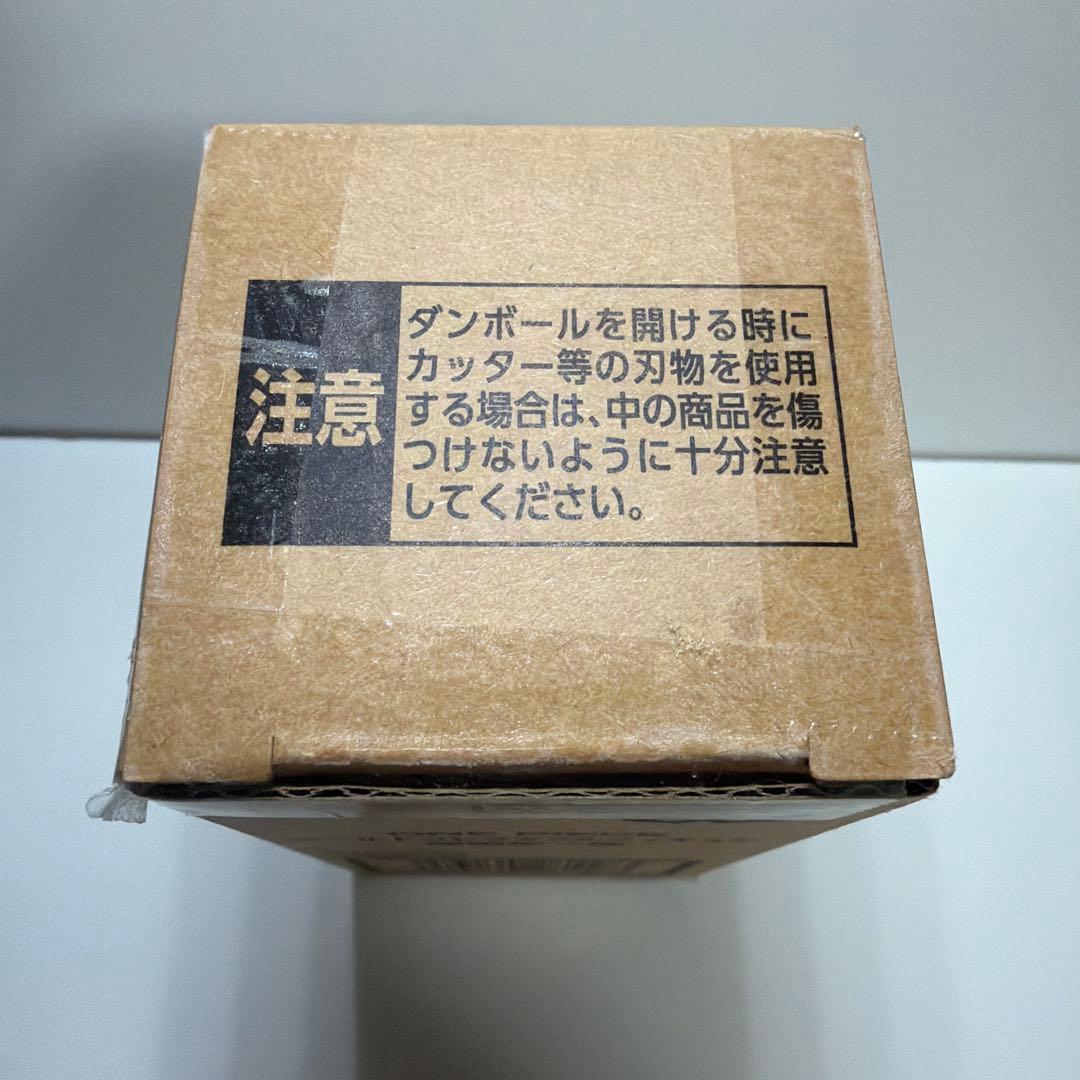 注意
ダンボールを開ける時に
カッター等の刃物を使用
する場合は、中の商品を傷
つけないように十分注意
してください。